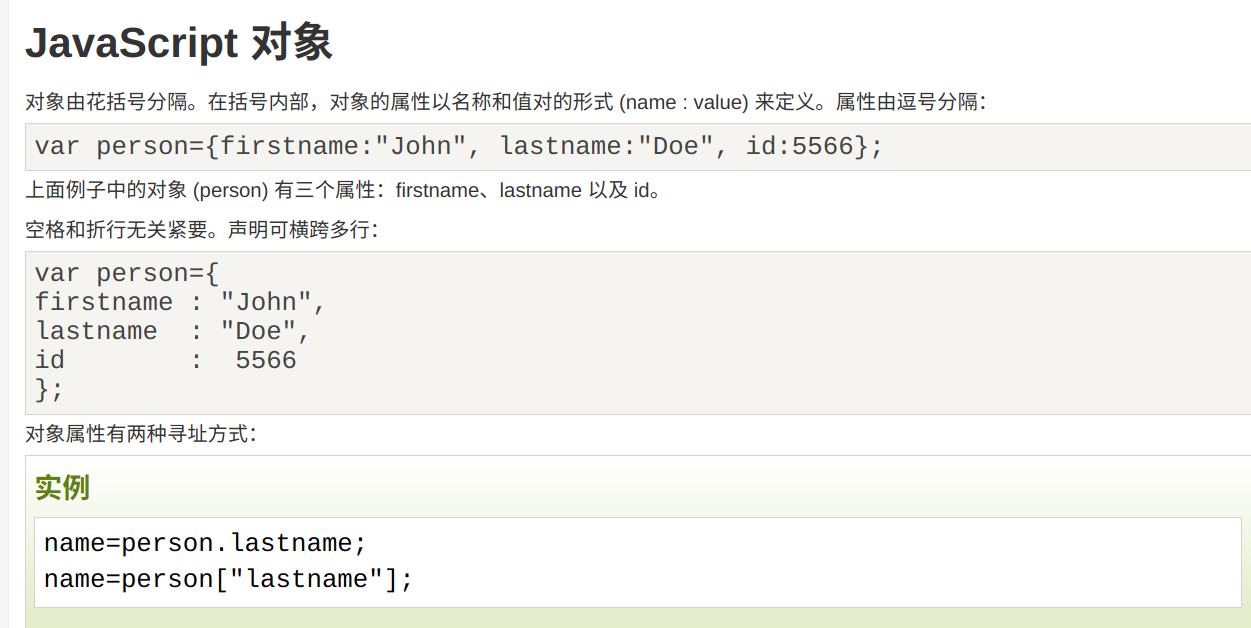 JavaScript 对象
对象由花括号分隔。在括号内部，对象的属性以名称和值对的形式 (name : value) 来定义。属性由逗号分隔：
var person={firstname:"John", lastname:"Doe", id:5566};
上面例子中的对象 (person) 有三个属性：firstname、lastname 以及 id。
空格和折行无关紧要。声明可横跨多行：
var person={
firstname : "John",
lastname  : "Doe",
id        :  5566
};
对象属性有两种寻址方式：
实例
name=person.lastname;
name=person["lastname"];